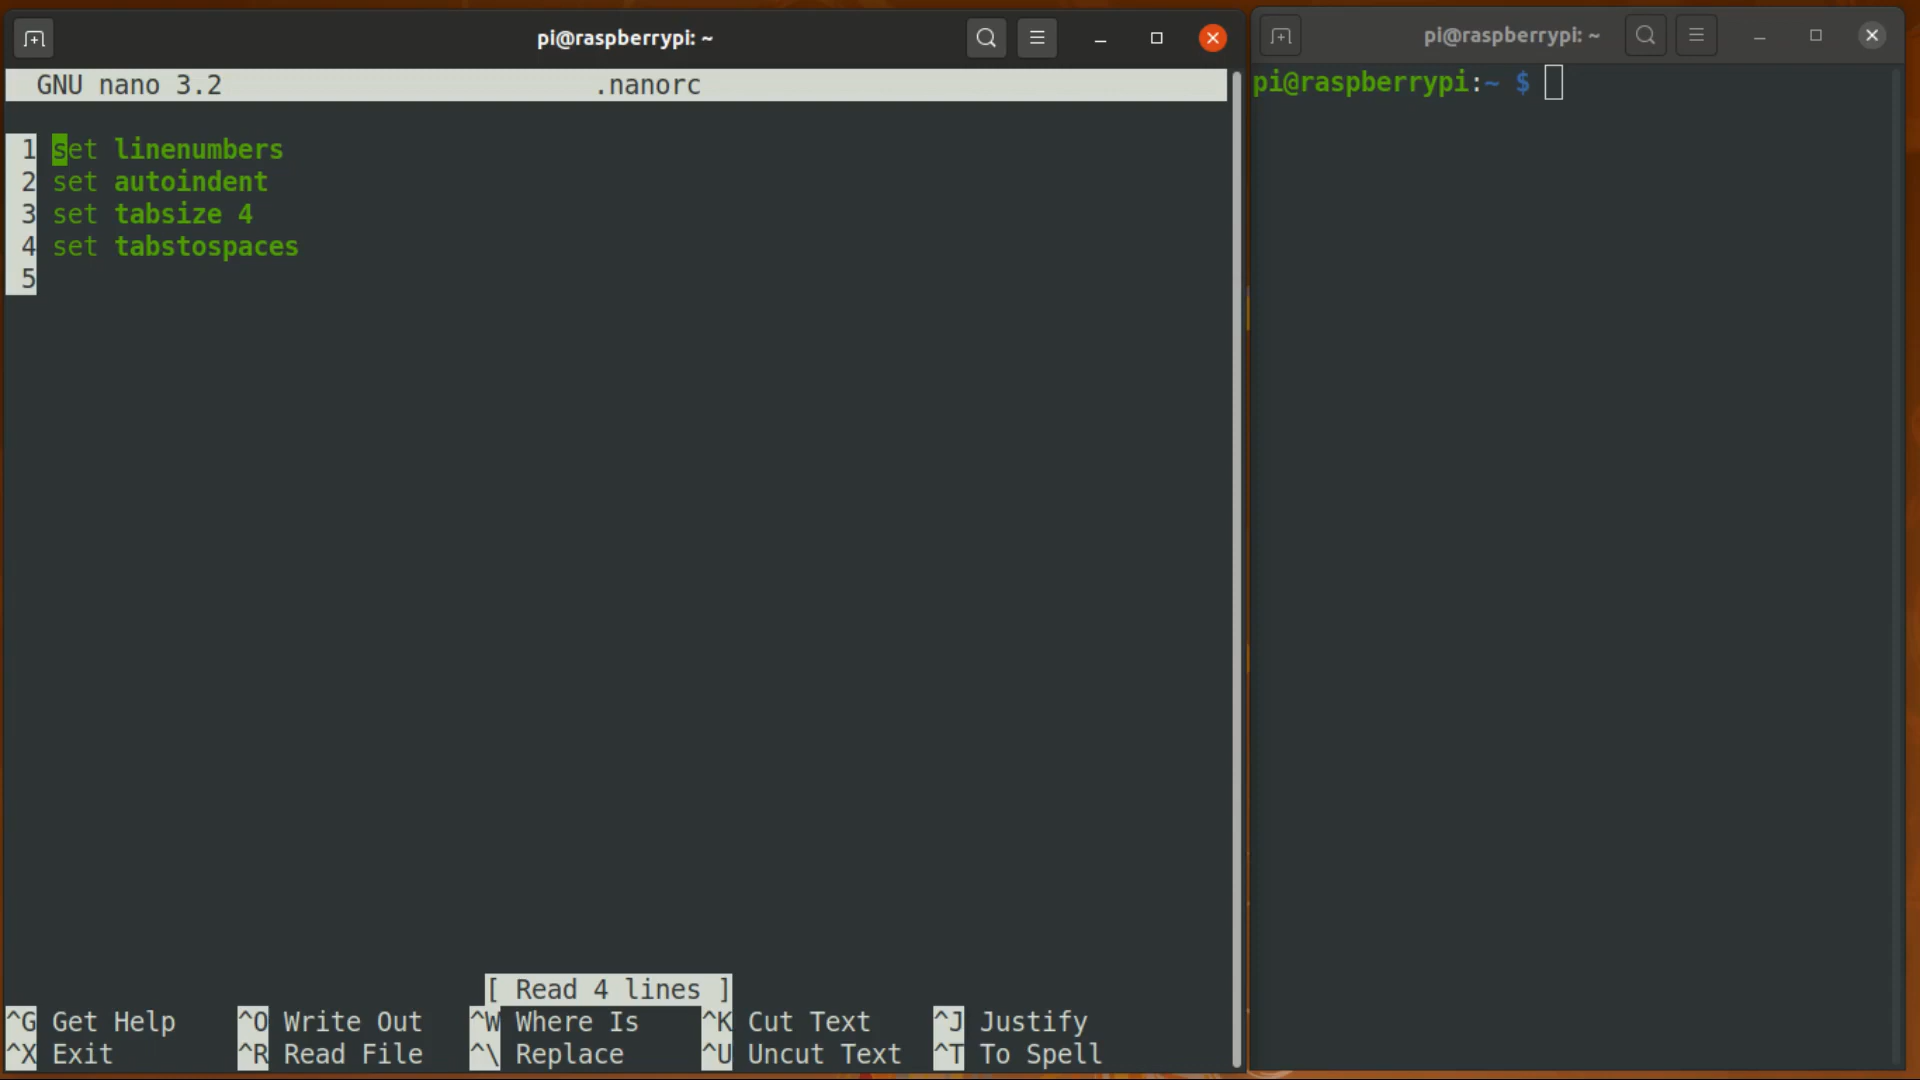 pi@raspberrypi: ~
GNU nano 3.2 .nanorc
1 set linenumbers
2 set autoindent
3 set tabsize 4
4 set tabstospaces
5
[ Read 4 lines ]
^G Get Help ^O Write Out ^W Where Is ^K Cut Text ^J Justify
^X Exit ^R Read File ^\ Replace ^U Uncut Text ^T To Spell
pi@raspberrypi: ~
pi@raspberrypi:~ $